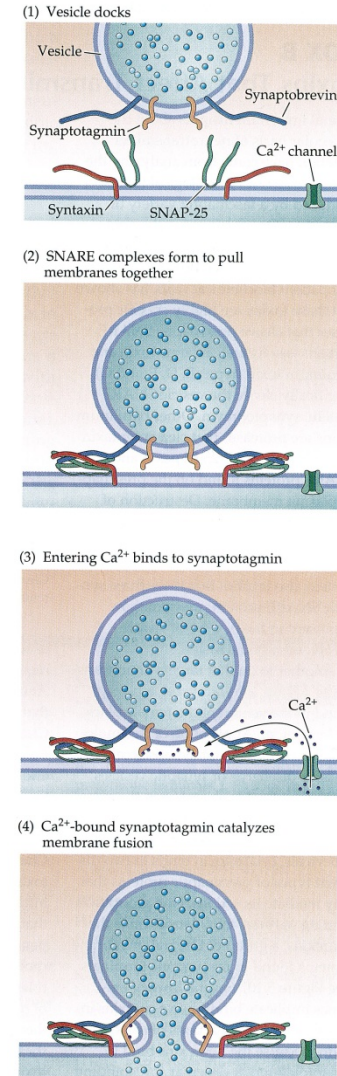 (1) Vesicle docks
Vesicle
Synaptobrevin
Synaptotagmin
Ca²⁺ channel
Syntaxin
SNAP-25
(2) SNARE complexes form to pull
membranes together
(3) Entering Ca²⁺ binds to synaptotagmin
Ca²⁺
(4) Ca²⁺-bound synaptotagmin catalyzes
membrane fusion